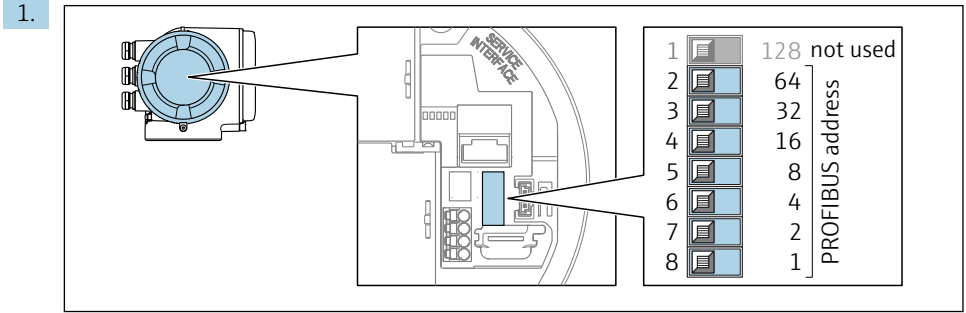 1.
SERVICE
INTERFACE
1 128 not used
2 64
3 32
4 16
5 8
6 4
7 2
8 1
PROFIBUS address